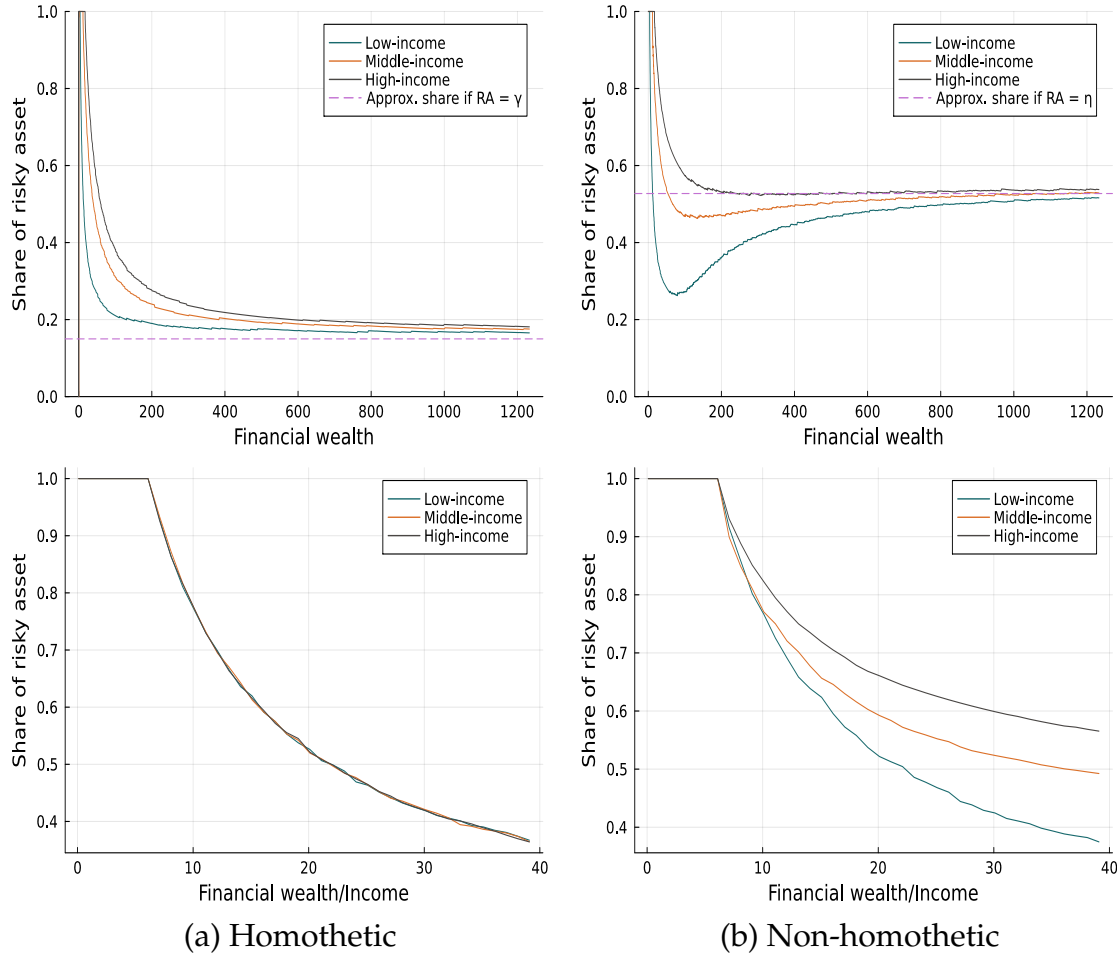 Share of risky asset
1.0
0.8
0.6
0.4
0.2
0.0
Low-income
Middle-income
High-income
Approx. share if RA = γ
0
200
400
600
800
1000
1200
Financial wealth
Share of risky asset
1.0
0.8
0.6
0.4
0.2
0.0
Low-income
Middle-income
High-income
Approx. share if RA = η
0
200
400
600
800
1000
1200
Financial wealth
Share of risky asset
1.0
0.9
0.8
0.7
0.6
0.5
0.4
Low-income
Middle-income
High-income
0
10
20
30
40
Financial wealth/Income
(a) Homothetic
Share of risky asset
1.0
0.9
0.8
0.7
0.6
0.5
0.4
Low-income
Middle-income
High-income
0
10
20
30
40
Financial wealth/Income
(b) Non-homothetic